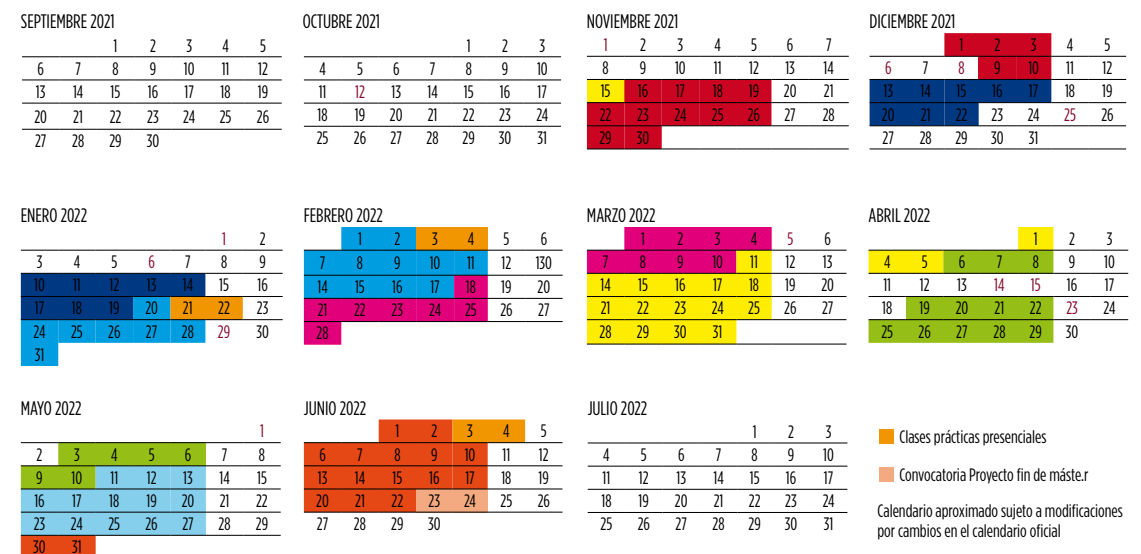 SEPTIEMBRE 2021
1 2 3 4 5
6 7 8 9 10 11 12
13 14 15 16 17 18 19
20 21 22 23 24 25 26
27 28 29 30
OCTUBRE 2021
1 2 3
4 5 6 7 8 9 10
11 12 13 14 15 16 17
18 19 20 21 22 23 24
25 26 27 28 29 30 31
NOVIEMBRE 2021
1 2 3 4 5 6 7
8 9 10 11 12 13 14
15 16 17 18 19 20 21
22 23 24 25 26 27 28
29 30
DICIEMBRE 2021
1 2 3 4 5
6 7 8 9 10 11 12
13 14 15 16 17 18 19
20 21 22 23 24 25 26
27 28 29 30 31
ENERO 2022
1 2
3 4 5 6 7 8 9
10 11 12 13 14 15 16
17 18 19 20 21 22 23
24 25 26 27 28 29 30
31
FEBRERO 2022
1 2 3 4 5 6
7 8 9 10 11 12 130
14 15 16 17 18 19 20
21 22 23 24 25 26 27
28
MARZO 2022
1 2 3 4 5 6
7 8 9 10 11 12 13
14 15 16 17 18 19 20
21 22 23 24 25 26 27
28 29 30 31
ABRIL 2022
1 2 3
4 5 6 7 8 9 10
11 12 13 14 15 16 17
18 19 20 21 22 23 24
25 26 27 28 29 30
MAYO 2022
1
2 3 4 5 6 7 8
9 10 11 12 13 14 15
16 17 18 19 20 21 22
23 24 25 26 27 28 29
30 31
JUNIO 2022
1 2 3 4 5
6 7 8 9 10 11 12
13 14 15 16 17 18 19
20 21 22 23 24 25 26
27 28 29 30
JULIO 2022
1 2 3
4 5 6 7 8 9 10
11 12 13 14 15 16 17
18 19 20 21 22 23 24
25 26 27 28 29 30 31
Clases prácticas presenciales
Convocatoria Proyecto fin de máste.r
Calendario aproximado sujeto a modificaciones
por cambios en el calendario oficial